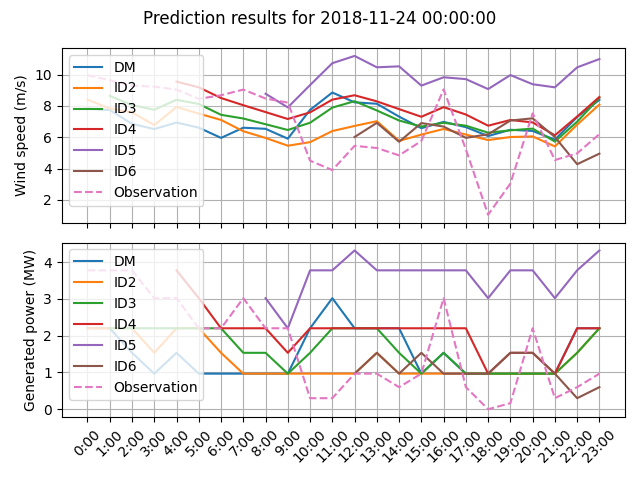 Prediction results for 2018-11-24 00:00:00
Wind speed (m/s)
10
8
6
4
2
DM
ID2
ID3
ID4
ID5
ID6
Observation
Generated power (MW)
4
3
2
1
0
DM
ID2
ID3
ID4
ID5
ID6
Observation
0:00 1:00 2:00 3:00 4:00 5:00 6:00 7:00 8:00 9:00 10:00 11:00 12:00 13:00 14:00 15:00 16:00 17:00 18:00 19:00 20:00 21:00 22:00 23:00